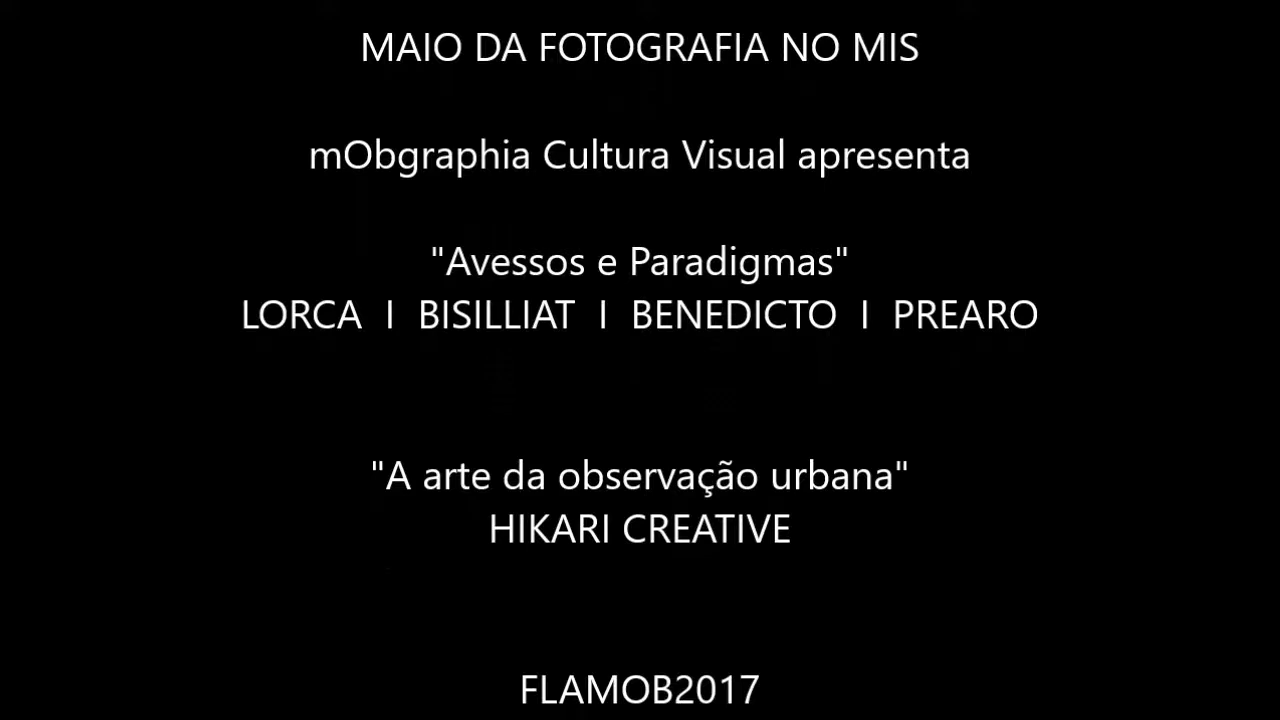 MAIO DA FOTOGRAFIA NO MIS
mObgraphia Cultura Visual apresenta
"Avessos e Paradigmas"
LORCA I BISILLIAT I BENEDICTO I PREARO
"A arte da observação urbana"
HIKARI CREATIVE
FLAMOB2017